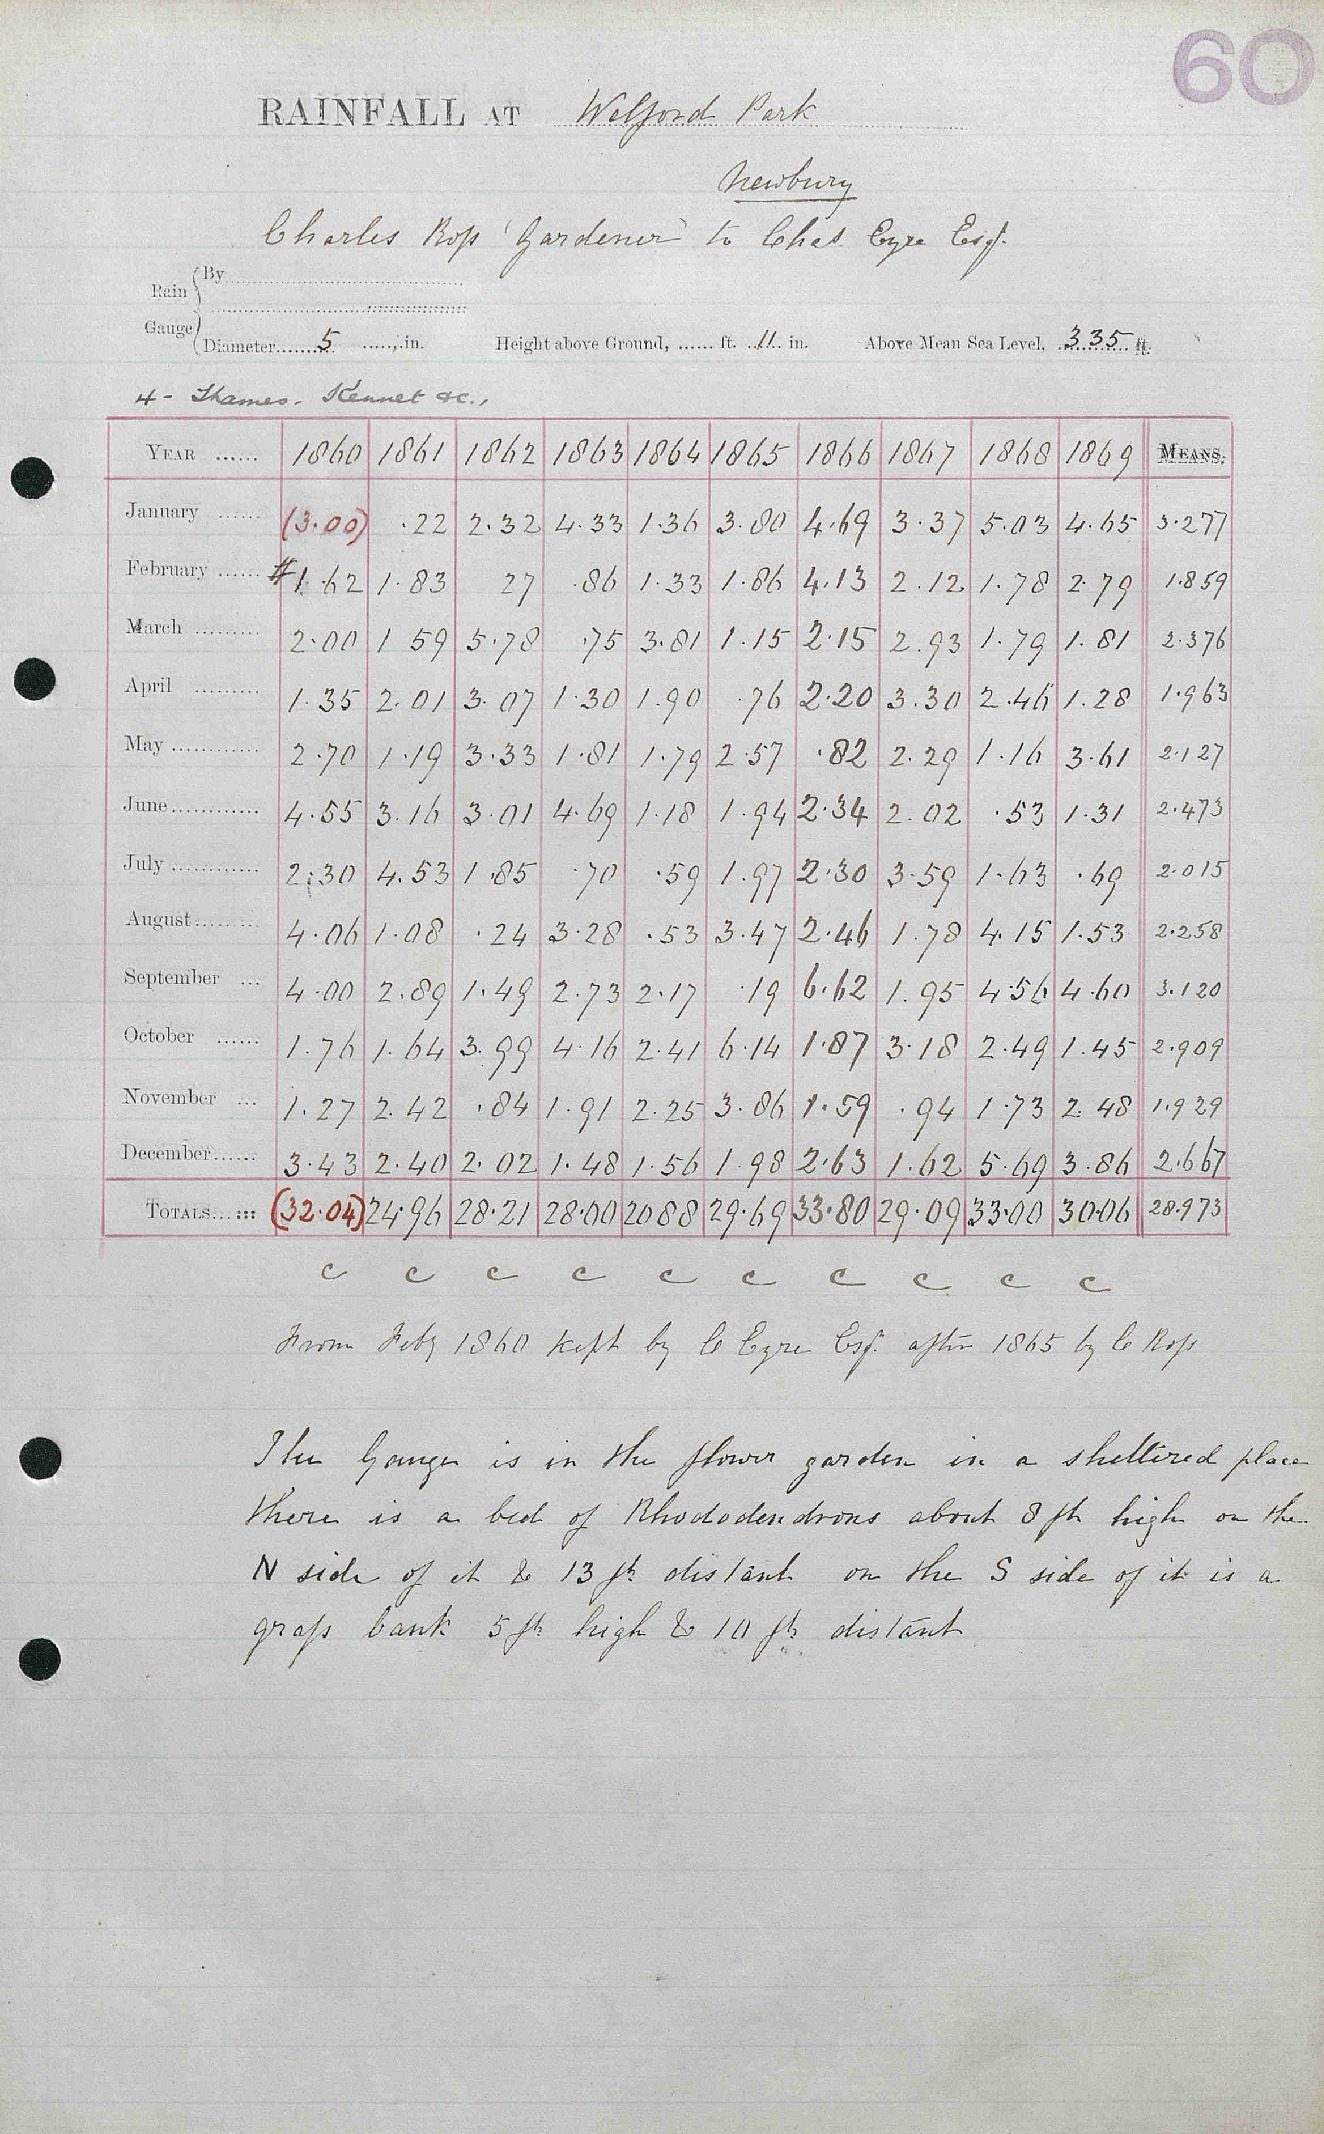 60
RAINFALL AT Welford Park
Newbury
Charles Ross 'Gardener' to Chas. Eyre Esq.
Rain Gauge { By
Diameter 5 in. Height above Ground, ft. 11 in. Above Mean Sea Level, 335 ft.
4 - Thames. Kennet &c.,
YEAR 1860 1861 1862 1863 1864 1865 1866 1867 1868 1869 MEANS.
January (3.00) .22 2.32 4.33 1.36 3.80 4.69 3.37 5.03 4.65 3.277
February #1.62 1.83 27 .86 1.33 1.86 4.13 2.12 1.78 2.79 1.859
March 2.00 1 59 5.78 .75 3.81 1.15 2.15 2.93 1.79 1.81 2.376
April 1.35 2.01 3.07 1.30 1.90 .76 2.20 3.30 2.46 1.28 1.963
May 2.70 1.19 3.33 1.81 1.79 2.57 .82 2.29 1.16 3.61 2.127
June 4.55 3.16 3.01 4.69 1.18 1.94 2.34 2.02 .53 1.31 2.473
July 2.30 4.53 1.85 .70 .59 1.97 2.30 3.59 1.63 .69 2.015
August 4.06 1.08 .24 3.28 .53 3.47 2.46 1.78 4.15 1.53 2.258
September 4.00 2.89 1.49 2.73 2.17 .19 6.62 1.95 4.56 4.60 3.120
October 1.76 1.64 3.99 4.16 2.41 6.14 1.87 3.18 2.49 1.45 2.909
November 1.27 2.42 .84 1.91 2.25 3.86 1.59 .94 1.73 2.48 1.929
December 3.43 2.40 2.02 1.48 1.56 1.98 2.63 1.62 5.69 3.86 2.667
TOTALS (32.04) 24.96 28.21 28.00 20 88 29.69 33.80 29.09 33.00 30.06 28.973
c c c c c c c c c c
From Feby 1860 kept by C Eyre Esq. after 1865 by C Ross
The Gauge is in the flower garden in a sheltered place
there is a bed of Rhododendrons about 8 ft high on the
N side of it & 13 ft distant on the S side of it is a
grass bank 5 ft high & 10 ft distant